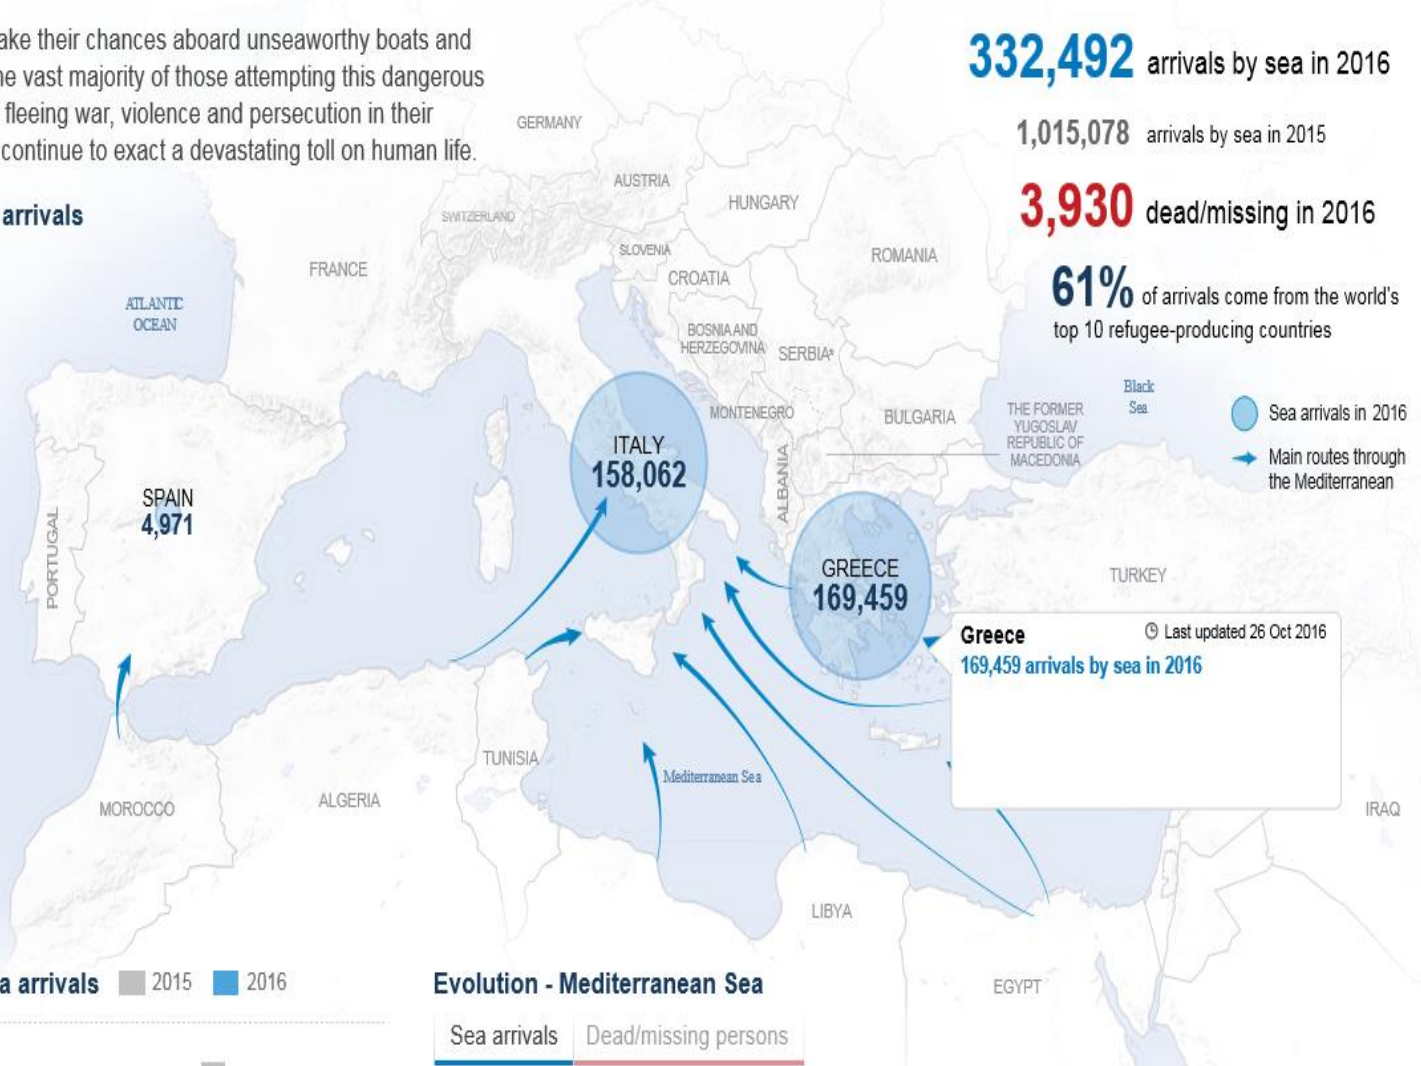 ake their chances aboard unseaworthy boats and
ne vast majority of those attempting this dangerous
fleeing war, violence and persecution in their
continue to exact a devastating toll on human life.
arrivals
332,492 arrivals by sea in 2016
1,015,078 arrivals by sea in 2015
3,930 dead/missing in 2016
61% of arrivals come from the world's
top 10 refugee-producing countries
Sea arrivals in 2016
Main routes through
the Mediterranean
GERMANY
AUSTRIA
HUNGARY
SWITZERLAND
SLOVENIA
ROMANIA
FRANCE
CROATIA
ATLANTIC
OCEAN
BOSNIA AND
HERZEGOVINA
SERBIA*
Black
Sea
MONTENEGRO
BULGARIA
THE FORMER
YUGOSLAV
REPUBLIC OF
MACEDONIA
ITALY
158,062
ALBANIA
SPAIN
4,971
PORTUGAL
GREECE
169,459
TURKEY
Greece
Last updated 26 Oct 2016
169,459 arrivals by sea in 2016
TUNISIA
Mediterranean Sea
MOROCCO
ALGERIA
IRAQ
LIBYA
EGYPT
a arrivals 2015 2016
Evolution - Mediterranean Sea
Sea arrivals Dead/missing persons